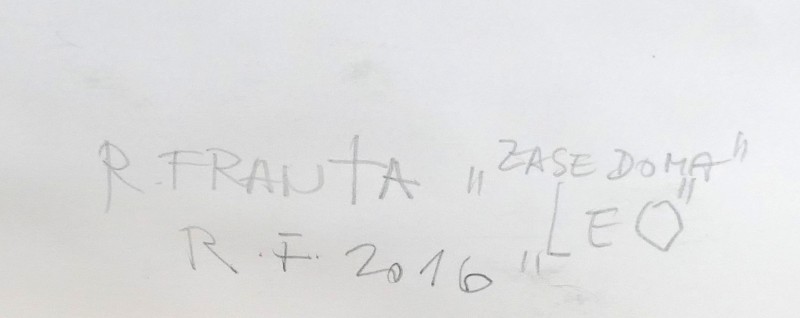 R. FRANTA „ZASE DOMA"
R. F. 2016 „LEO"